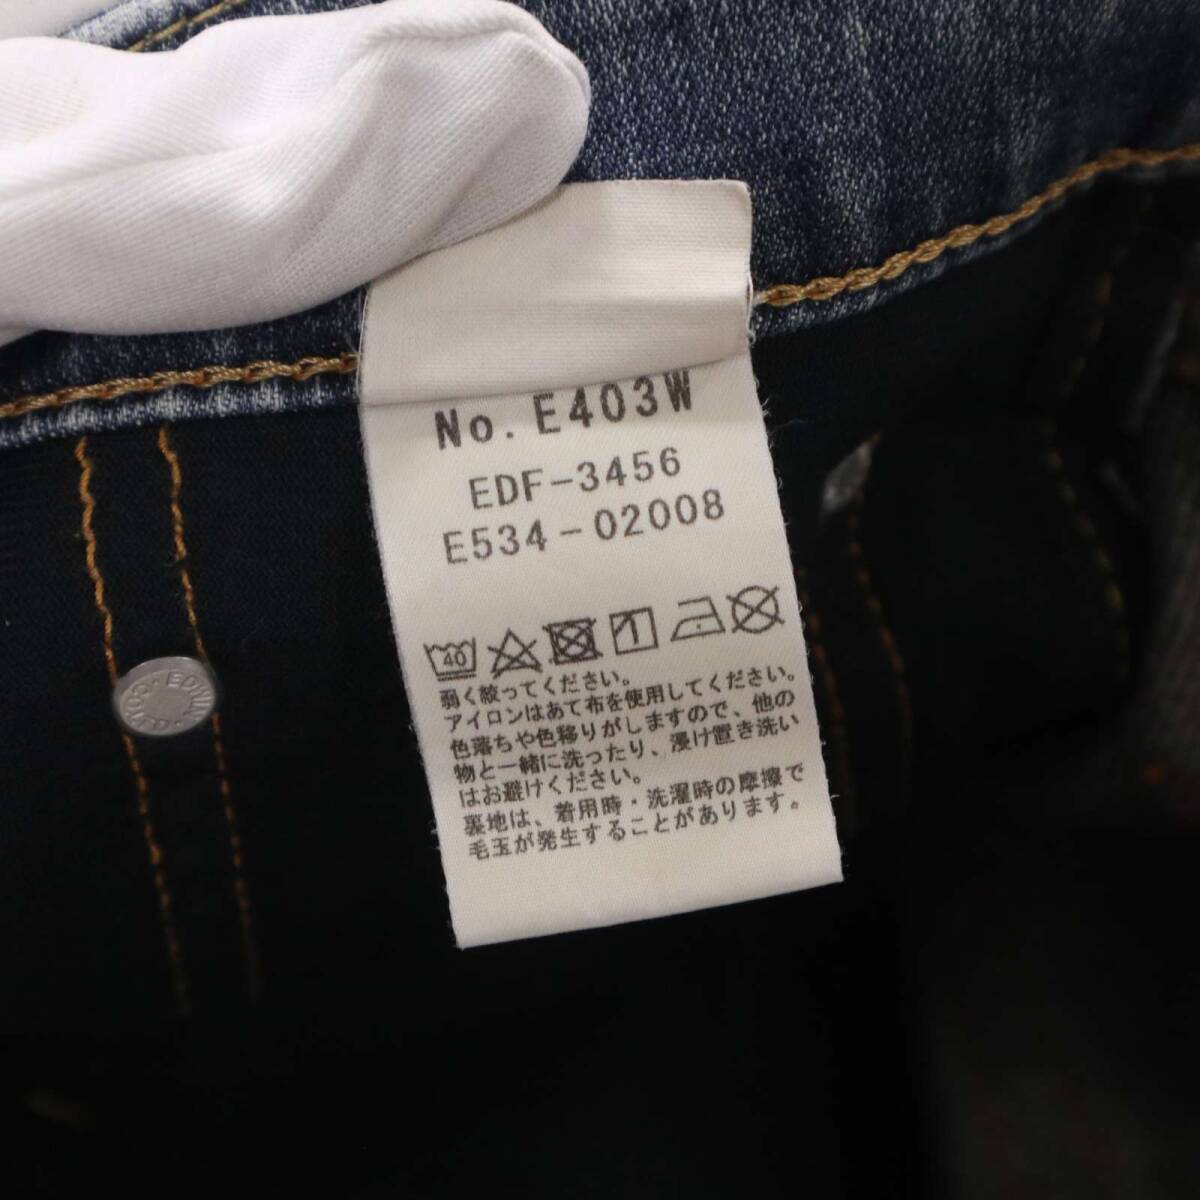 No. E403W
EDF-3456
E534-02008
40
弱く絞ってください。
アイロンはあて布を使用してください。
色落ちや色移りがしますので、他の
物と一緒に洗ったり、浸け置き洗い
はお避けください。
裏地は、着用時・洗濯時の摩擦で
毛玉が発生することがあります。
EDWIN